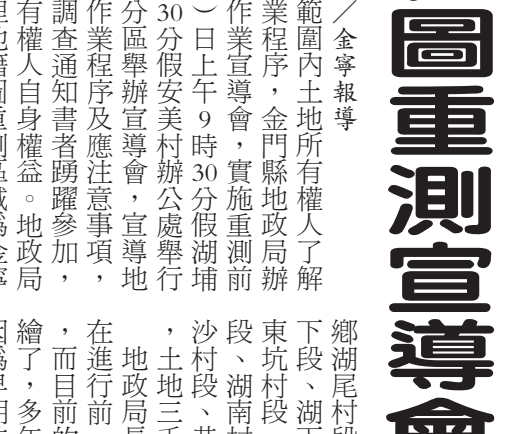 圖重測宣導會
／金寧報導
範圍內土地所有權人了解
業程序，金門縣地政局辦
作業宣導會，實施重測前
）日上午9時30分假湖埔
30分假安美村辦公處舉行
分區舉辦宣導會，宣導地
作業程序及應注意事項，
調查通知書者踴躍參加，
有權人自身權益。地政局
鄉湖尾村段
下段、湖下
東坑村段
段、湖南村
沙村段、
，土地三千
地政局長
在進行前
，而目前的
繪了，多年